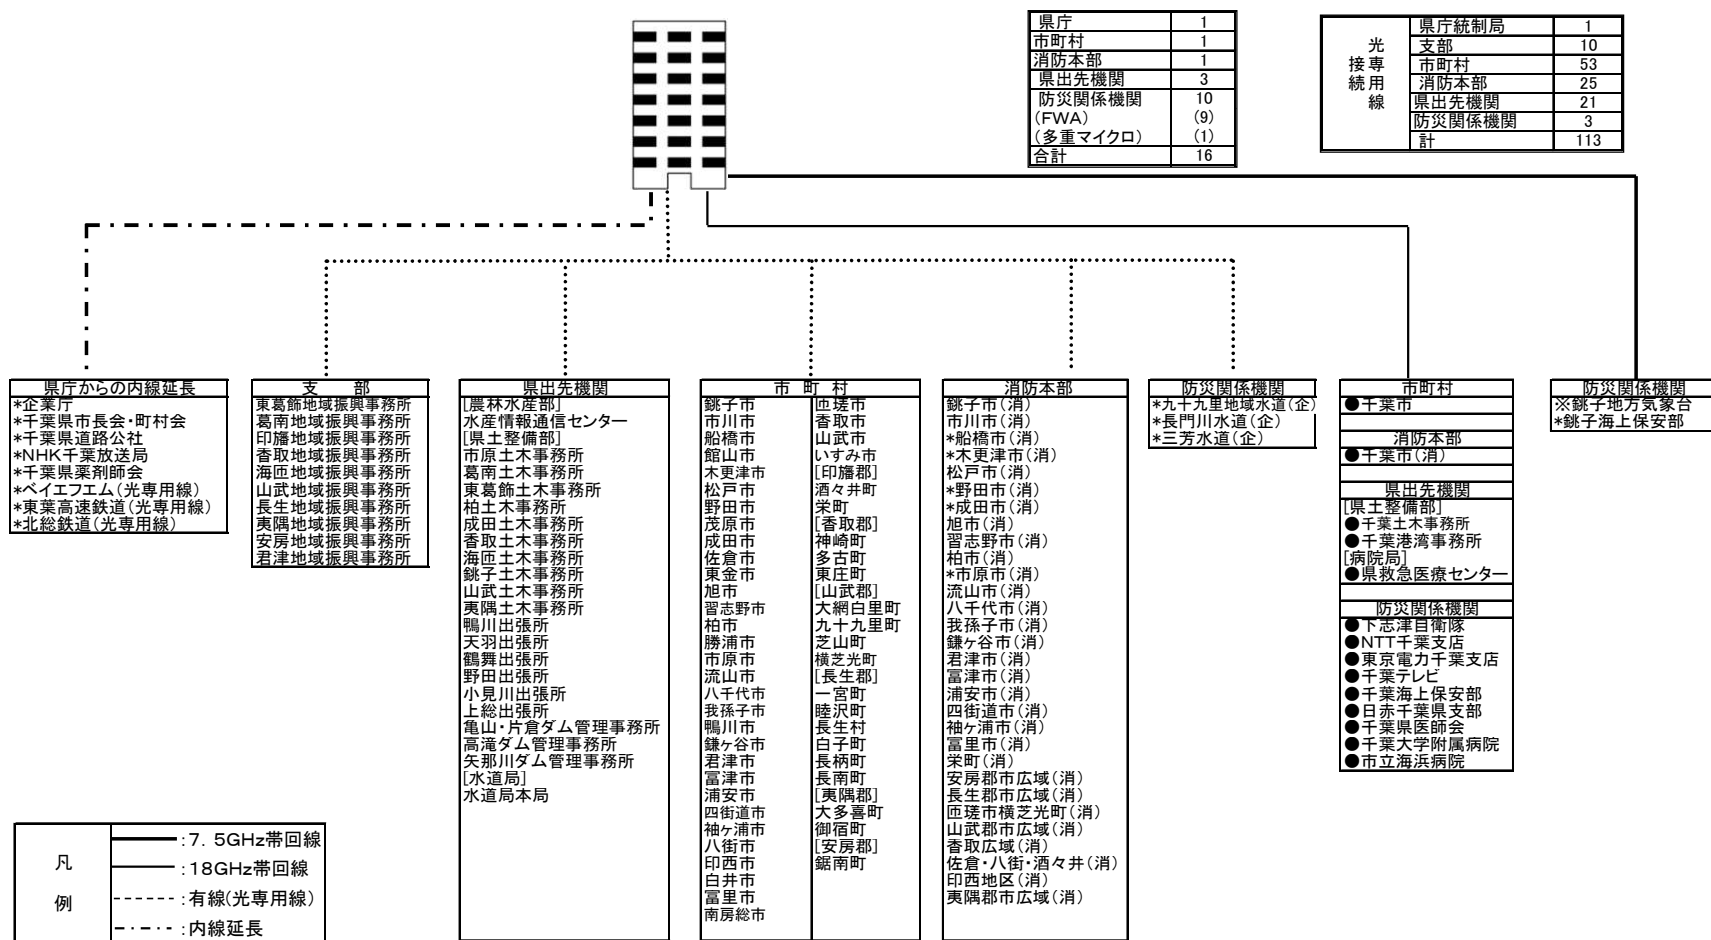 県庁 1
市町村 1
消防本部 1
県出先機関 3
防災関係機関 10
(FWA) (9)
(多重マイクロ) (1)
合計 16
光接続専用線
県庁統制局 1
支部 10
市町村 53
消防本部 25
県出先機関 21
防災関係機関 3
計 113
県庁からの内線延長
*企業庁
*千葉県市長会・町村会
*千葉県道路公社
*NHK千葉放送局
*千葉県薬剤師会
*ベイエフエム(光専用線)
*東葉高速鉄道(光専用線)
*北総鉄道(光専用線)
支 部
東葛飾地域振興事務所
葛南地域振興事務所
印旛地域振興事務所
香取地域振興事務所
海匝地域振興事務所
山武地域振興事務所
長生地域振興事務所
夷隅地域振興事務所
安房地域振興事務所
君津地域振興事務所
県出先機関
[農林水産部]
水産情報通信センター
[県土整備部]
市原土木事務所
葛南土木事務所
東葛飾土木事務所
柏土木事務所
成田土木事務所
香取土木事務所
海匝土木事務所
銚子土木事務所
山武土木事務所
夷隅土木事務所
鴨川出張所
天羽出張所
鶴舞出張所
野田出張所
小見川出張所
上総出張所
亀山・片倉ダム管理事務所
高滝ダム管理事務所
矢那川ダム管理事務所
[水道局]
水道局本局
市 町 村
銚子市
市川市
船橋市
館山市
木更津市
松戸市
野田市
茂原市
成田市
佐倉市
東金市
旭市
習志野市
柏市
勝浦市
市原市
流山市
八千代市
我孫子市
鴨川市
鎌ヶ谷市
君津市
富津市
浦安市
四街道市
袖ヶ浦市
八街市
印西市
白井市
富里市
南房総市
匝瑳市
香取市
山武市
いすみ市
[印旛郡]
酒々井町
栄町
[香取郡]
神崎町
多古町
東庄町
[山武郡]
大網白里町
九十九里町
芝山町
横芝光町
[長生郡]
一宮町
睦沢町
長生村
白子町
長柄町
長南町
[夷隅郡]
大多喜町
御宿町
[安房郡]
鋸南町
消防本部
銚子市(消)
市川市(消)
*船橋市(消)
*木更津市(消)
松戸市(消)
*野田市(消)
*成田市(消)
旭市(消)
習志野市(消)
柏市(消)
*市原市(消)
流山市(消)
八千代市(消)
我孫子市(消)
鎌ヶ谷市(消)
君津市(消)
富津市(消)
浦安市(消)
四街道市(消)
袖ヶ浦市(消)
富里市(消)
栄町(消)
安房郡市広域(消)
長生郡市広域(消)
匝瑳市横芝光町(消)
山武郡市広域(消)
香取広域(消)
佐倉・八街・酒々井(消)
印西地区(消)
夷隅郡市広域(消)
防災関係機関
*九十九里地域水道(企)
*長門川水道(企)
*三芳水道(企)
市町村
●千葉市
消防本部
●千葉市(消)
県出先機関
[県土整備部]
●千葉土木事務所
●千葉港湾事務所
[病院局]
●県救急医療センター
防災関係機関
●下志津自衛隊
●NTT千葉支店
●東京電力千葉支店
●千葉テレビ
●千葉海上保安部
●日赤千葉県支部
●千葉県医師会
●千葉大学附属病院
●市立海浜病院
防災関係機関
※銚子地方気象台
*銚子海上保安部
凡例
:7.5GHz帯回線
:18GHz帯回線
:有線(光専用線)
:内線延長